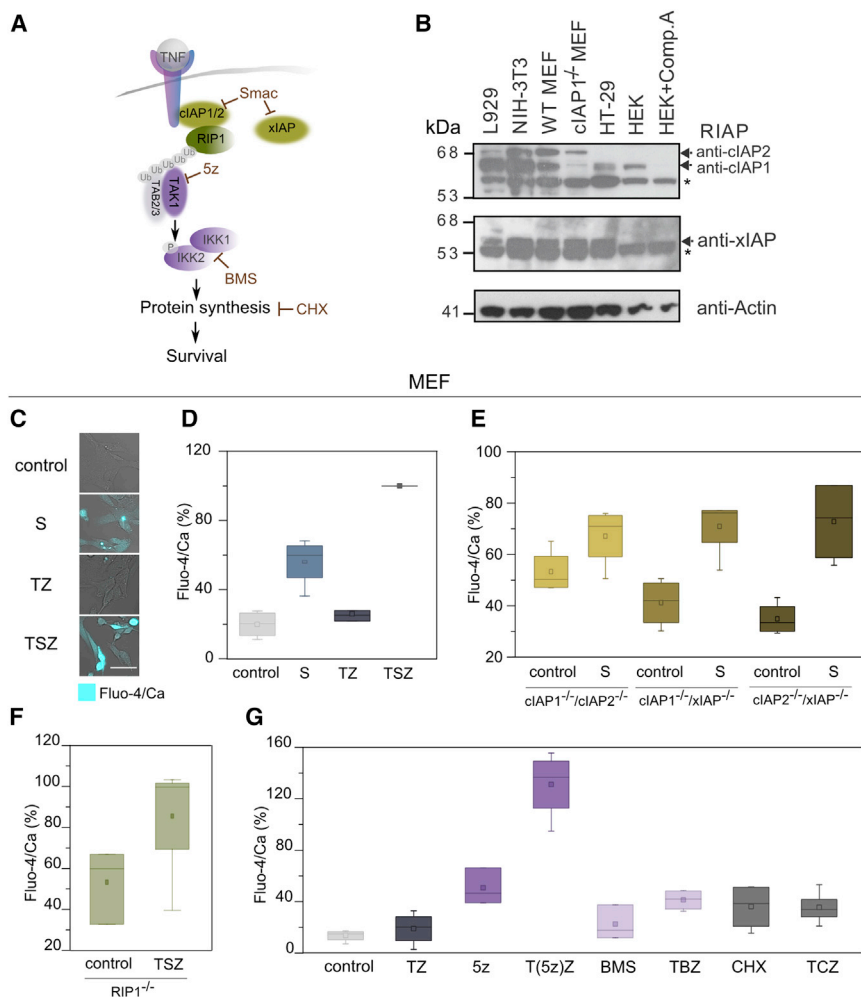 A
TNF
Smac
cIAP1/2
xIAP
RIP1
Ub
Ub
Ub
Ub
Ub
5z
TAB2/3
TAK1
P
IKK1
IKK2
BMS
Protein synthesis
CHX
Survival
B
L929
NIH-3T3
WT MEF
cIAP1-/- MEF
HT-29
HEK
HEK+Comp.A
kDa
RIAP
68
anti-cIAP2
anti-cIAP1
*
53
68
53
anti-xIAP
*
41
anti-Actin
MEF
C
control
S
TZ
TSZ
Fluo-4/Ca
D
Fluo-4/Ca (%)
120
100
60
20
0
control S TZ TSZ
E
Fluo-4/Ca (%)
100
80
60
40
20
control S control S control S
cIAP1-/-/cIAP2-/- cIAP1-/-/xIAP-/- cIAP2-/-/xIAP-/-
F
Fluo-4/Ca (%)
120
100
80
60
40
20
control TSZ
RIP1-/-
G
Fluo-4/Ca (%)
160
120
80
40
0
control TZ 5z T(5z)Z BMS TBZ CHX TCZ